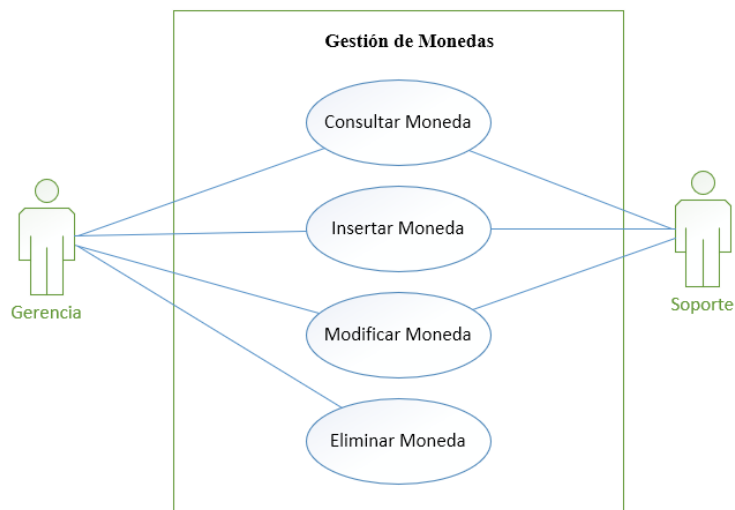 Gestión de Monedas
Consultar Moneda
Insertar Moneda
Gerencia
Soporte
Modificar Moneda
Eliminar Moneda